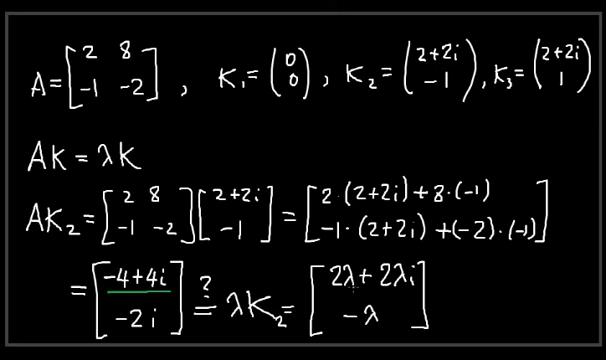 A = [2 8; -1 -2], K₁ = (0; 0), K₂ = (2+2i; -1), K₃ = (2+2i; 1)
AK = λK
AK₂ = [2 8; -1 -2] [2+2i; -1] = [2·(2+2i)+8·(-1); -1·(2+2i)+(-2)·(-1)]
= [-4+4i; -2i] ?= λK₂ = [2λ+2λi; -λ]